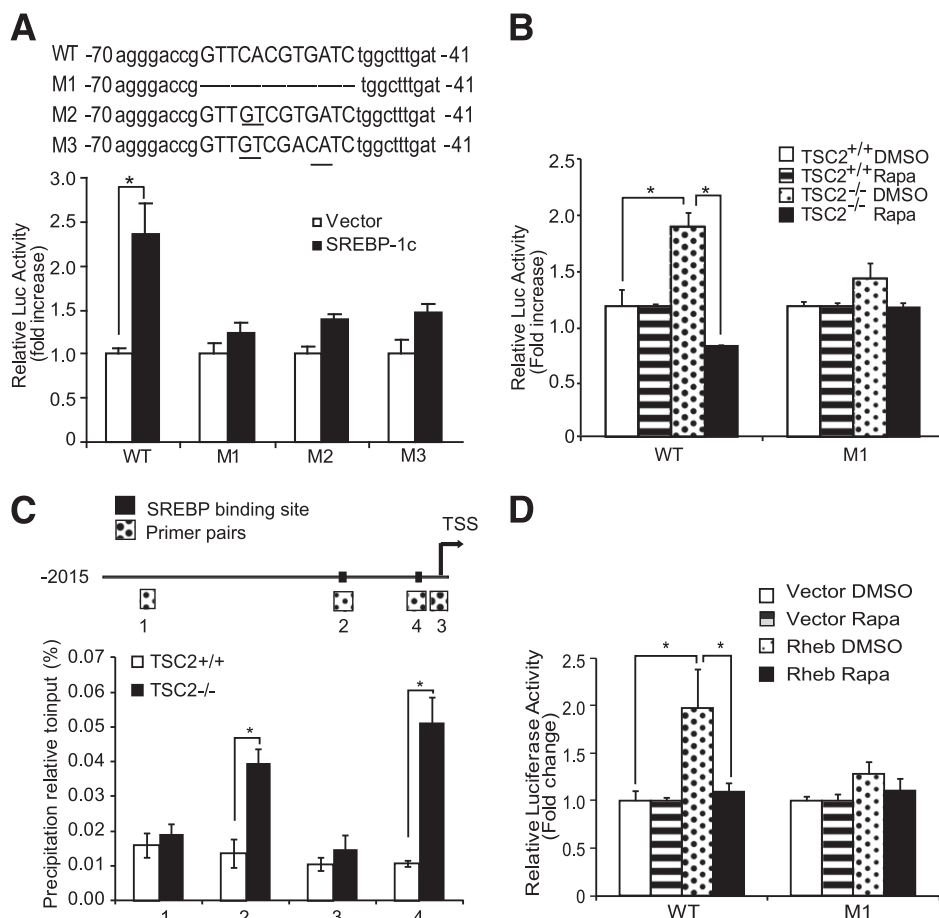 A
WT -70 agggaccgGTTCACGTGATCtggctttgat -41
M1 -70 agggaccg——————————tggctttgat -41
M2 -70 agggaccgGTTGTCGTGATCtggctttgat -41
M3 -70 agggaccgGTTGTCGACATCtggctttgat -41
Relative Luc Activity
(fold increase)
3.0
2.5
2.0
1.5
1.0
0.5
0
*
Vector
SREBP-1c
WT M1 M2 M3
B
TSC2+/+ DMSO
TSC2+/+ Rapa
TSC2-/- DMSO
TSC2-/- Rapa
Relative Luc Activity
(Fold increase)
2.5
2.0
1.5
1.0
0.5
0
* *
WT M1
C
SREBP binding site
Primer pairs
TSS
-2015
1 2 4 3
Precipitation relative toinput (%)
0.07
0.06
0.05
0.04
0.03
0.02
0.01
0.00
TSC2+/+
TSC2-/-
* *
1 2 3 4
D
Vector DMSO
Vector Rapa
Rheb DMSO
Rheb Rapa
Relative Luciferase Activity
(Fold change)
2.5
2.0
1.5
1.0
0.5
0
* *
WT M1